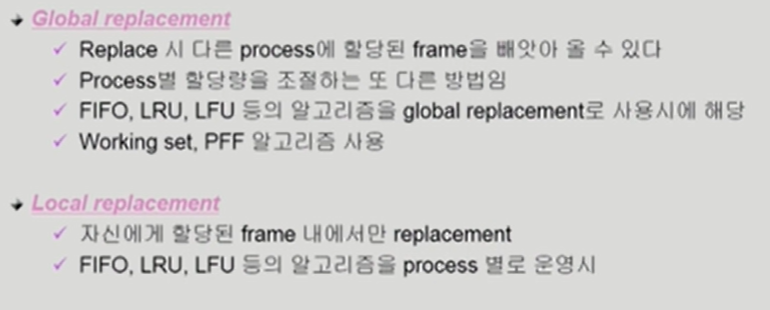 Global replacement
Replace 시 다른 process에 할당된 frame을 빼앗아 올 수 있다
Process별 할당량을 조절하는 또 다른 방법임
FIFO, LRU, LFU 등의 알고리즘을 global replacement로 사용시에 해당
Working set, PFF 알고리즘 사용
Local replacement
자신에게 할당된 frame 내에서만 replacement
FIFO, LRU, LFU 등의 알고리즘을 process 별로 운영시